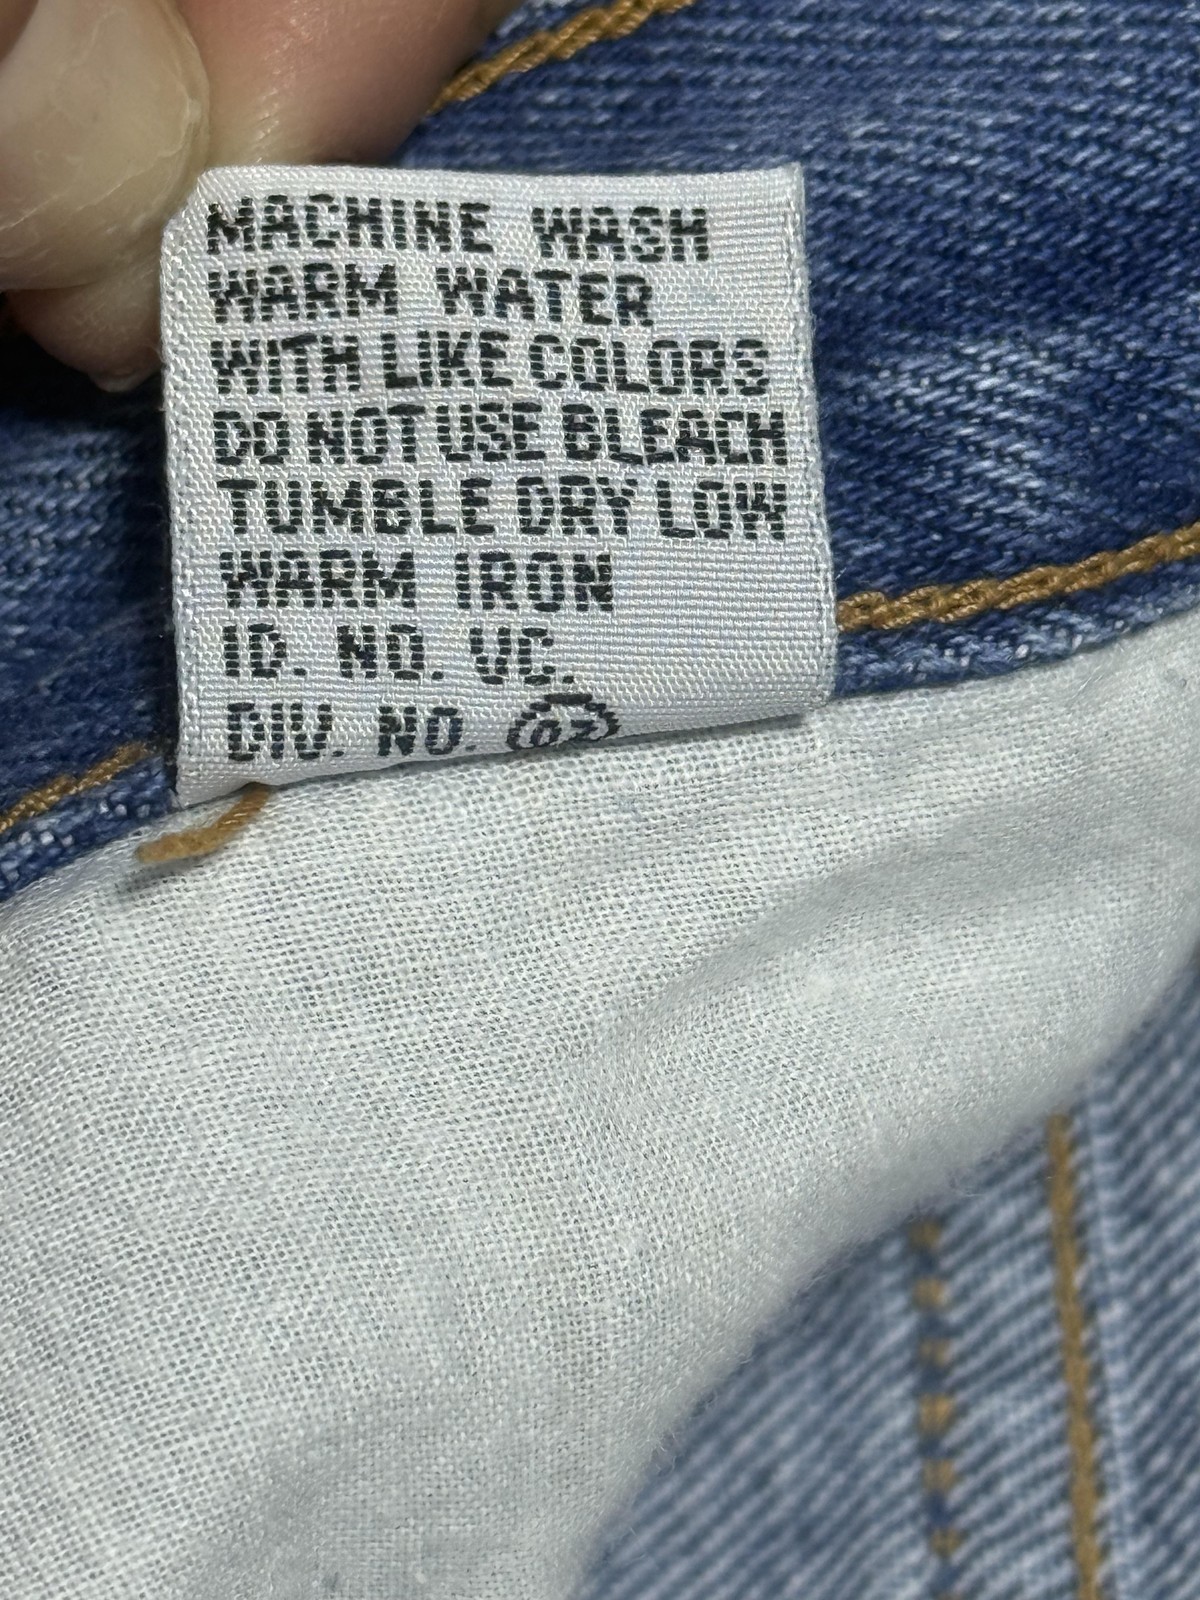 MACHINE WASH
WARM WATER
WITH LIKE COLORS
DO NOT USE BLEACH
TUMBLE DRY LOW
WARM IRON
ID. NO. VC.
DIV. NO.